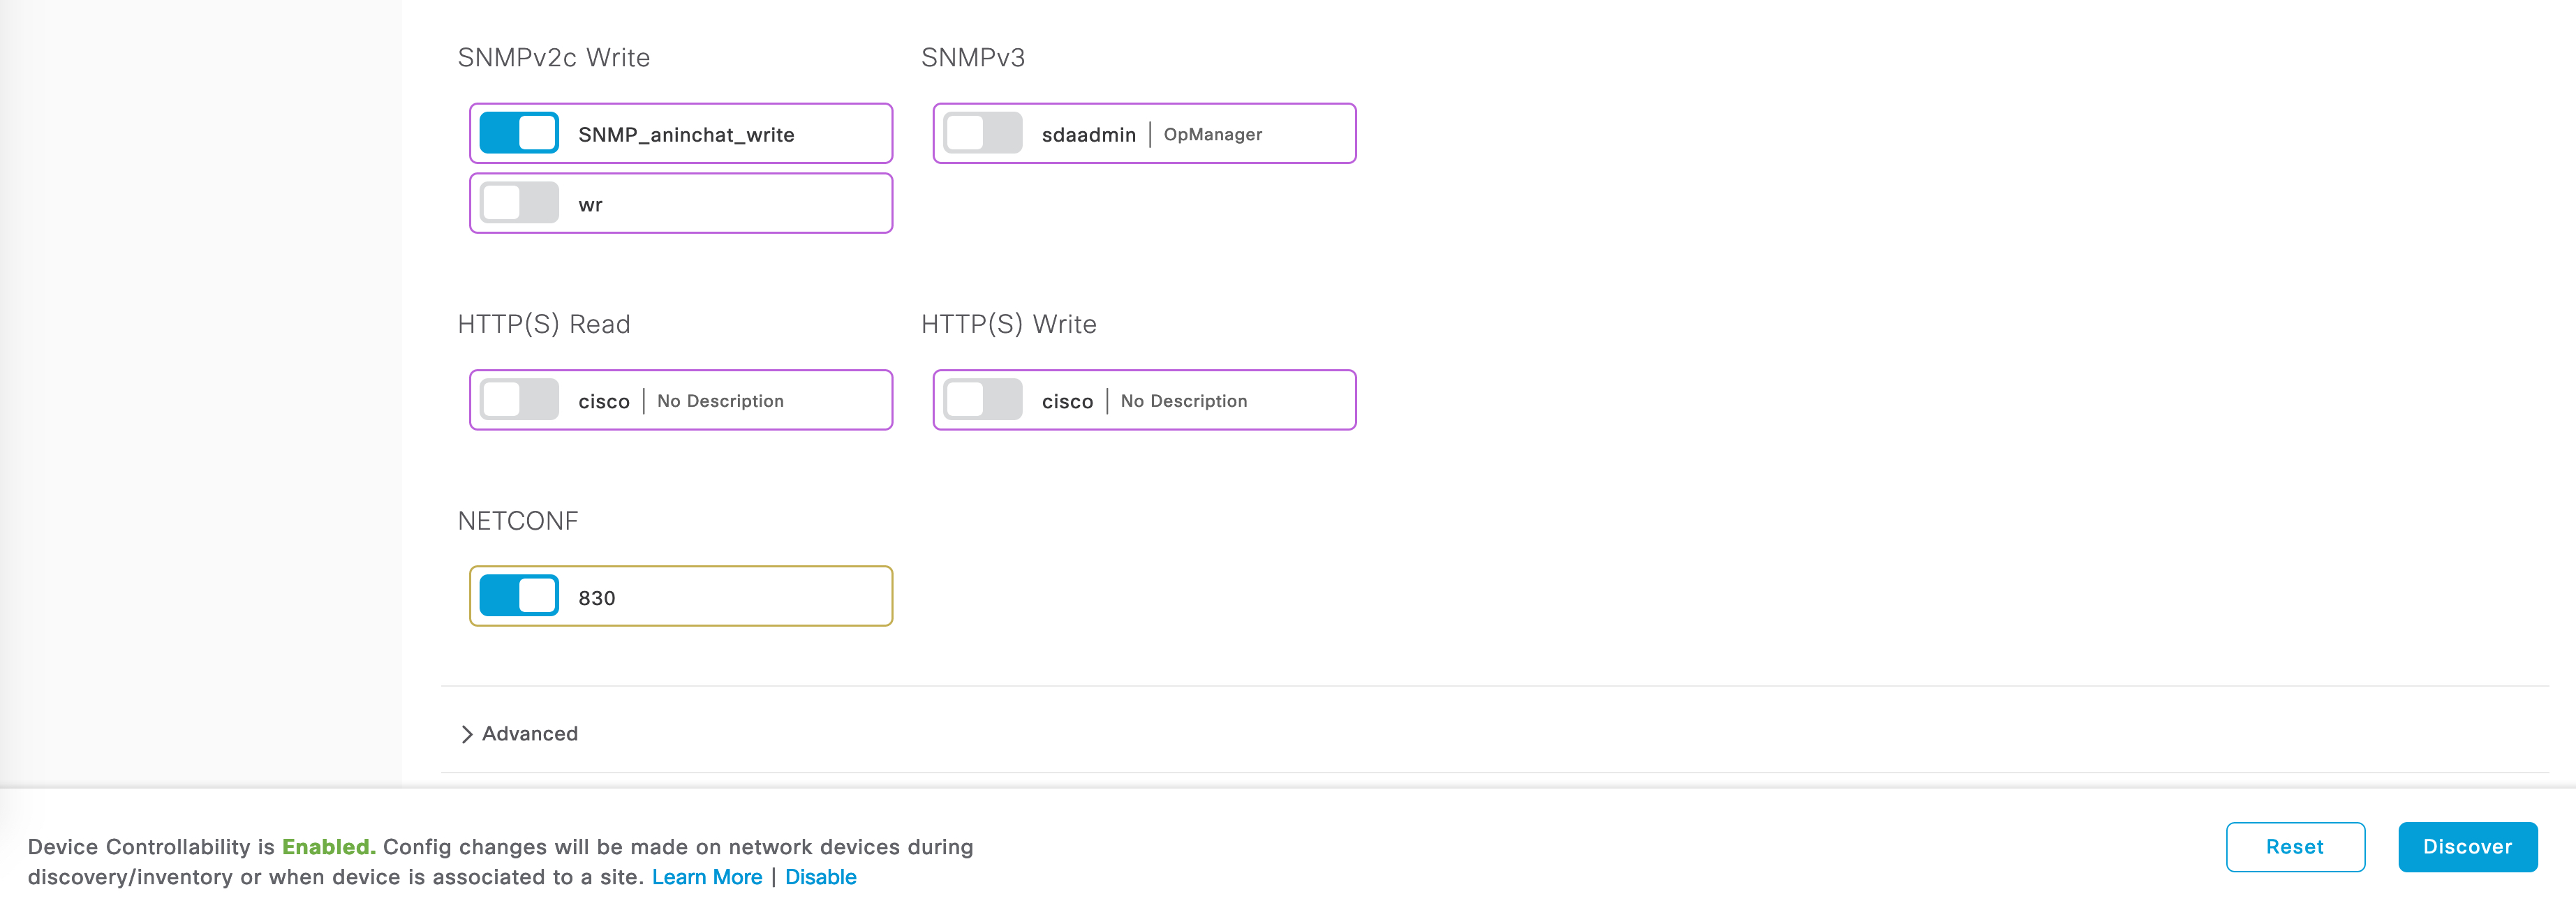 SNMPv2c Write
SNMPv3
SNMP_aninchat_write
sdaadmin | OpManager
wr
HTTP(S) Read
HTTP(S) Write
cisco | No Description
cisco | No Description
NETCONF
830
Advanced
Device Controllability is Enabled. Config changes will be made on network devices during
discovery/inventory or when device is associated to a site. Learn More | Disable
Reset
Discover